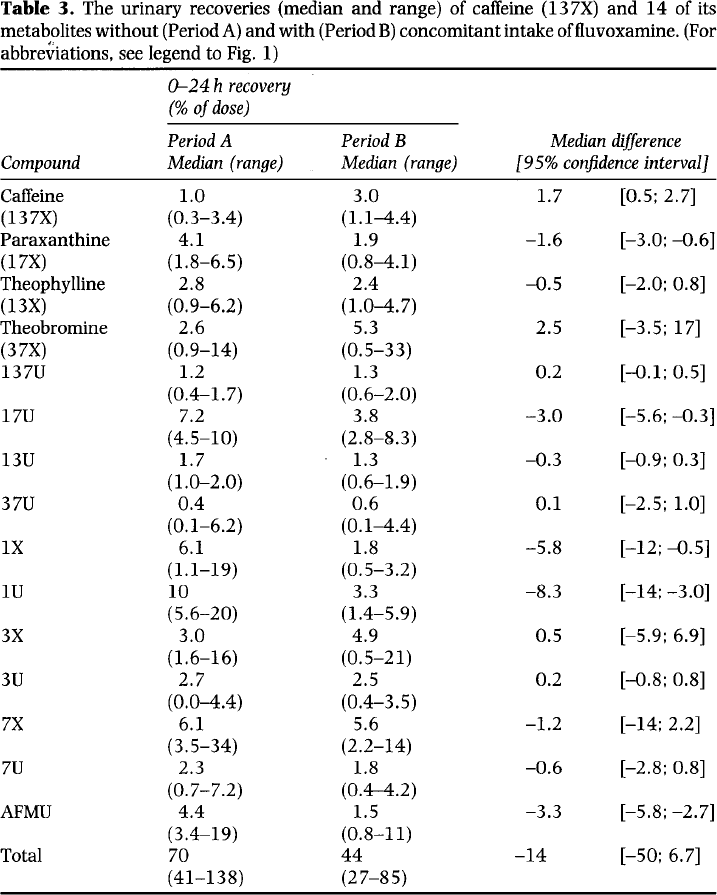 Table 3. The urinary recoveries (median and range) of caffeine (137X) and 14 of its
metabolites without (Period A) and with (Period B) concomitant intake of fluvoxamine. (For
abbreviations, see legend to Fig. 1)
0–24 h recovery
(% of dose)
Period A Period B Median difference
Compound Median (range) Median (range) [95% confidence interval]
Caffeine 1.0 3.0 1.7 [0.5; 2.7]
(137X) (0.3–3.4) (1.1–4.4)
Paraxanthine 4.1 1.9 –1.6 [–3.0; –0.6]
(17X) (1.8–6.5) (0.8–4.1)
Theophylline 2.8 2.4 –0.5 [–2.0; 0.8]
(13X) (0.9–6.2) (1.0–4.7)
Theobromine 2.6 5.3 2.5 [–3.5; 17]
(37X) (0.9–14) (0.5–33)
137U 1.2 1.3 0.2 [–0.1; 0.5]
(0.4–1.7) (0.6–2.0)
17U 7.2 3.8 –3.0 [–5.6; –0.3]
(4.5–10) (2.8–8.3)
13U 1.7 1.3 –0.3 [–0.9; 0.3]
(1.0–2.0) (0.6–1.9)
37U 0.4 0.6 0.1 [–2.5; 1.0]
(0.1–6.2) (0.1–4.4)
1X 6.1 1.8 –5.8 [–12; –0.5]
(1.1–19) (0.5–3.2)
1U 10 3.3 –8.3 [–14; –3.0]
(5.6–20) (1.4–5.9)
3X 3.0 4.9 0.5 [–5.9; 6.9]
(1.6–16) (0.5–21)
3U 2.7 2.5 0.2 [–0.8; 0.8]
(0.0–4.4) (0.4–3.5)
7X 6.1 5.6 –1.2 [–14; 2.2]
(3.5–34) (2.2–14)
7U 2.3 1.8 –0.6 [–2.8; 0.8]
(0.7–7.2) (0.4–4.2)
AFMU 4.4 1.5 –3.3 [–5.8; –2.7]
(3.4–19) (0.8–11)
Total 70 44 –14 [–50; 6.7]
(41–138) (27–85)